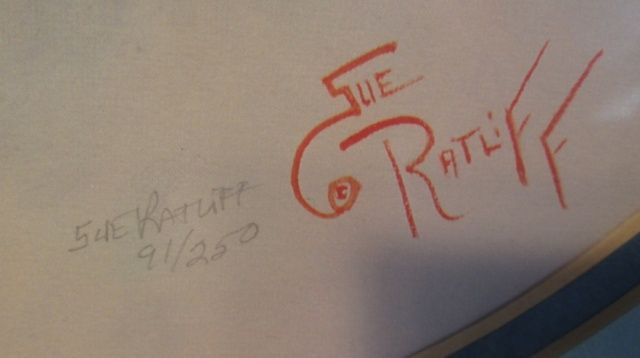 SUE
RATLIFF
SUE RATLIFF
91/250